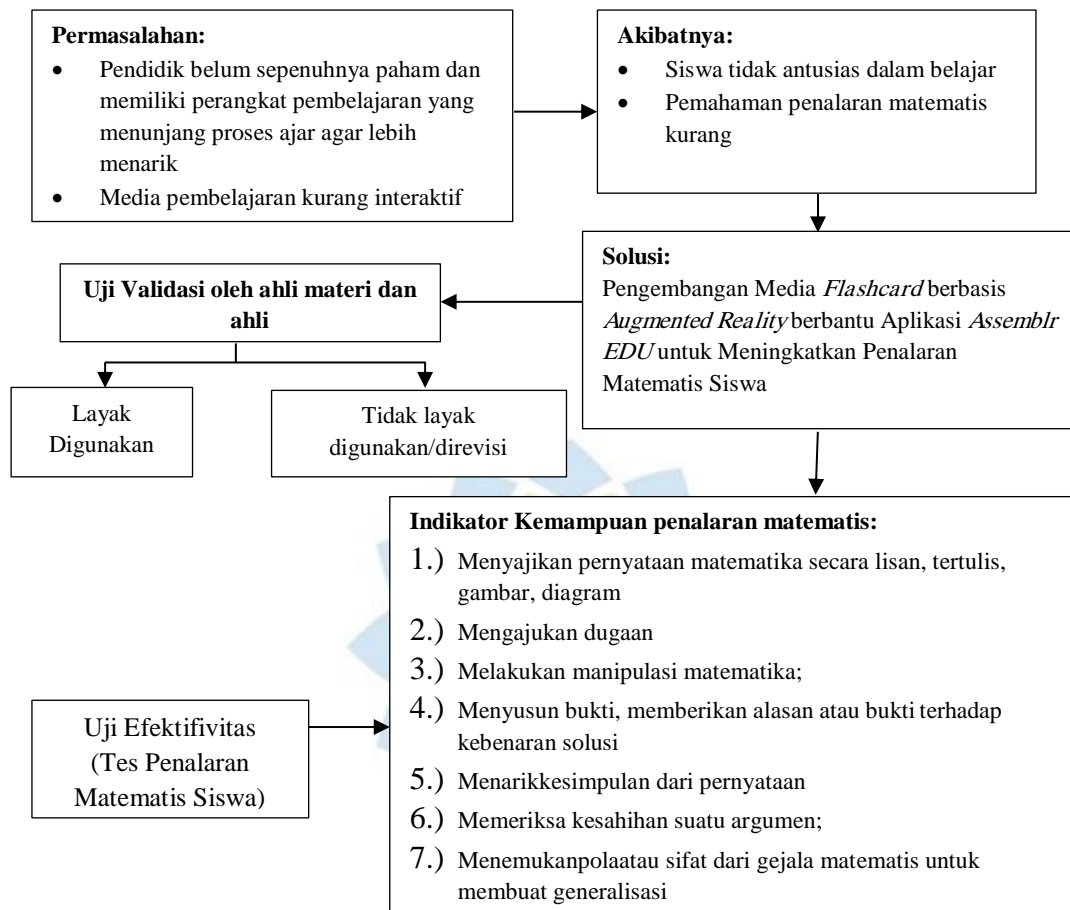 Permasalahan:
• Pendidik belum sepenuhnya paham dan
memiliki perangkat pembelajaran yang
menunjang proses ajar agar lebih
menarik
• Media pembelajaran kurang interaktif
Akibatnya:
• Siswa tidak antusias dalam belajar
• Pemahaman penalaran matematis
kurang
Solusi:
Pengembangan Media Flashcard berbasis
Augmented Reality berbantu Aplikasi Assemblr
EDU untuk Meningkatkan Penalaran
Matematis Siswa
Uji Validasi oleh ahli materi dan
ahli
Layak
Digunakan
Tidak layak
digunakan/direvisi
Indikator Kemampuan penalaran matematis:
1.) Menyajikan pernyataan matematika secara lisan, tertulis,
gambar, diagram
2.) Mengajukan dugaan
3.) Melakukan manipulasi matematika;
4.) Menyusun bukti, memberikan alasan atau bukti terhadap
kebenaran solusi
5.) Menarikkesimpulan dari pernyataan
6.) Memeriksa kesahihan suatu argumen;
7.) Menemukanpolaatau sifat dari gejala matematis untuk
membuat generalisasi
Uji Efektifivitas
(Tes Penalaran
Matematis Siswa)